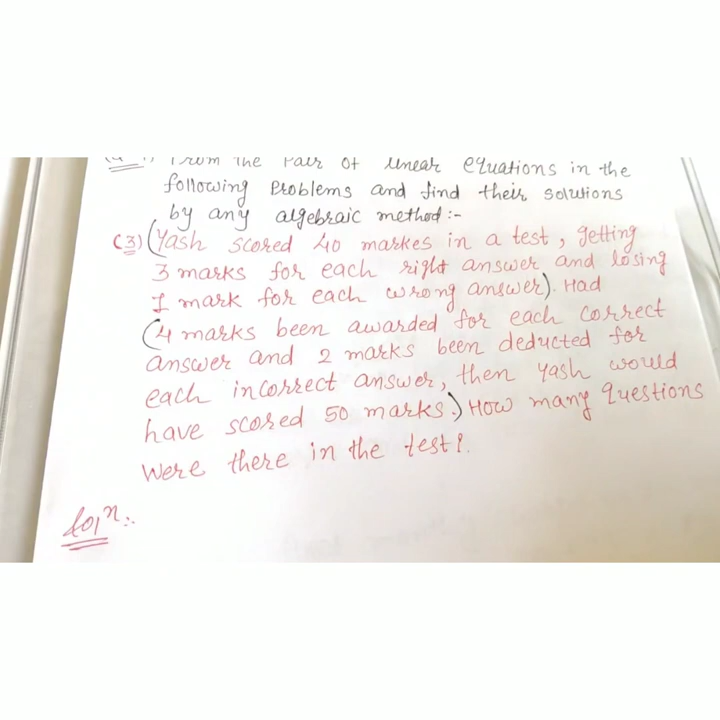 From the Pair of linear equations in the
following Problems and find their solutions
by any algebraic method :-
(3) (Yash scored 40 markes in a test, getting
3 marks for each right answer and losing
1 mark for each wrong answer). Had
(4 marks been awarded for each correct
answer and 2 marks been deducted for
each incorrect answer, then Yash would
have scored 50 marks.) How many questions
were there in the test?
Solⁿ:-